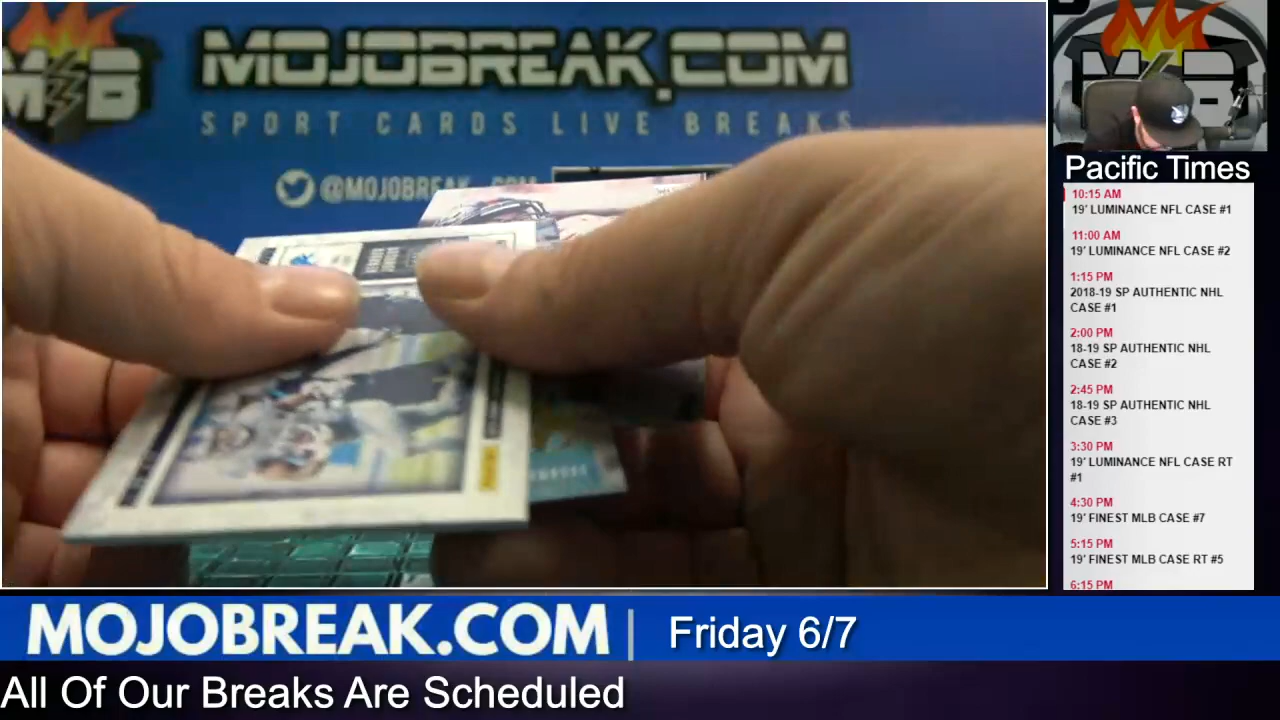 MOJOBREAK.COM
SPORT CARDS LIVE BREAKS
@MOJOBREAK
MB
Pacific Times
10:15 AM
19' LUMINANCE NFL CASE #1
11:00 AM
19' LUMINANCE NFL CASE #2
1:15 PM
2018-19 SP AUTHENTIC NHL
CASE #1
2:00 PM
18-19 SP AUTHENTIC NHL
CASE #2
2:45 PM
18-19 SP AUTHENTIC NHL
CASE #3
3:30 PM
19' LUMINANCE NFL CASE RT
#1
4:30 PM
19' FINEST MLB CASE #7
5:15 PM
19' FINEST MLB CASE RT #5
6:15 PM
MOJOBREAK.COM | Friday 6/7
All Of Our Breaks Are Scheduled